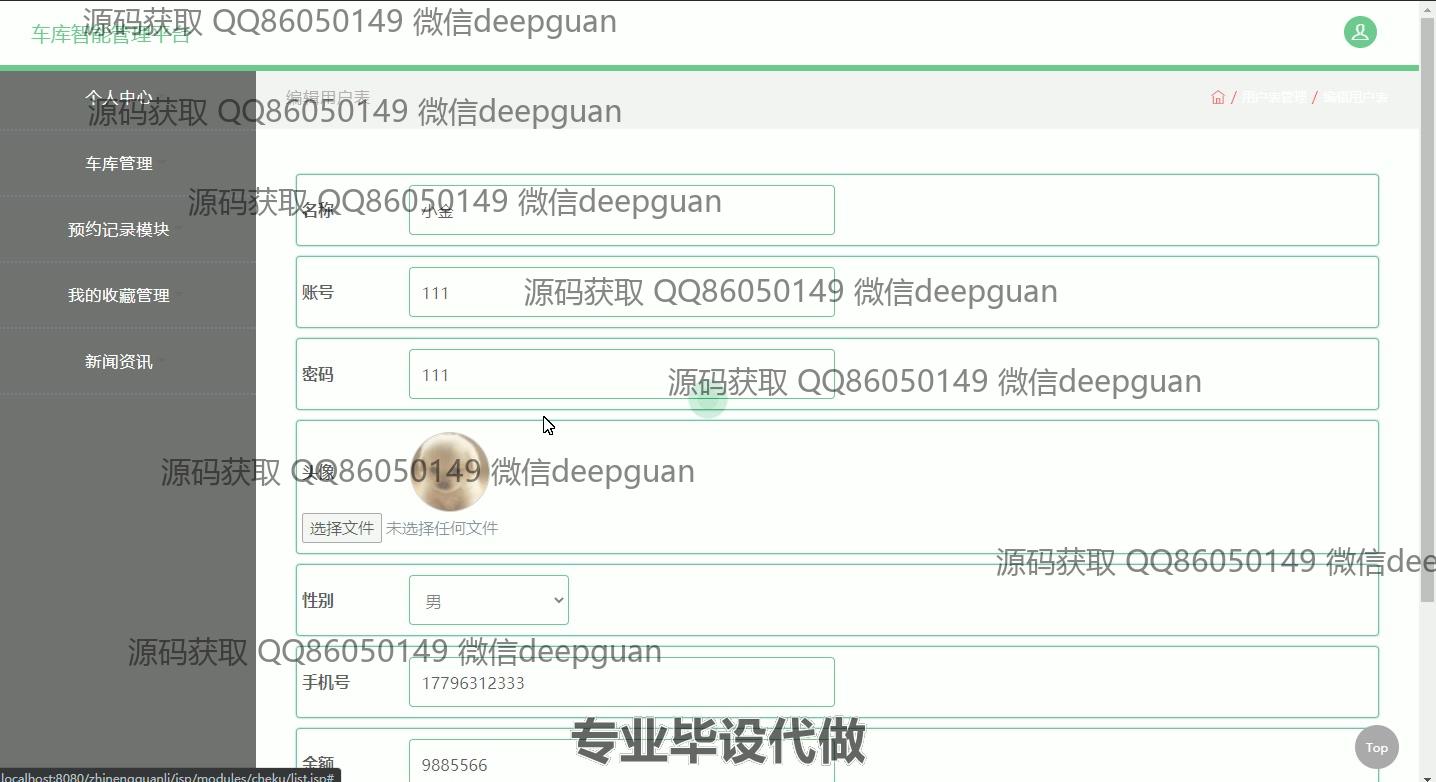 源码获取 QQ86050149 微信deepguan
车库智能管理平台
个人中心
编辑用户表
/ 用户表管理 / 编辑用户表
源码获取 QQ86050149 微信deepguan
车库管理
源码获取 QQ86050149 微信deepguan
名称
小金
预约记录模块
我的收藏管理
账号
111
源码获取 QQ86050149 微信deepguan
新闻资讯
密码
111
源码获取 QQ86050149 微信deepguan
头像
源码获取 QQ86050149 微信deepguan
选择文件 未选择任何文件
源码获取 QQ86050149 微信dee
性别
男
源码获取 QQ86050149 微信deepguan
手机号
17796312333
专业毕设代做
Top
金额
9885566
localhost:8080/zhinengguanli/jsp/modules/cheku/list.jsp#